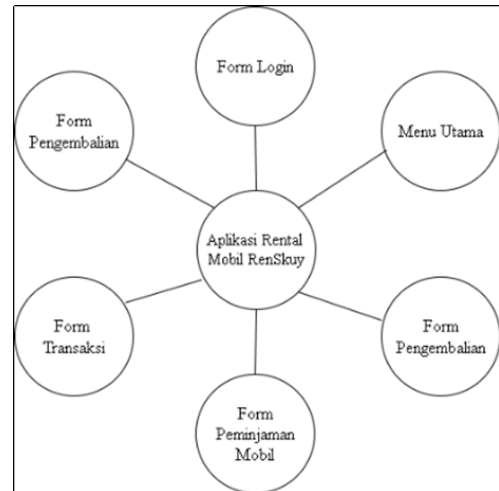 Form Login
Form
Pengembalian
Menu Utama
Aplikasi Rental
Mobil RenSkuy
Form
Transaksi
Form
Pengembalian
Form
Peminjaman
Mobil